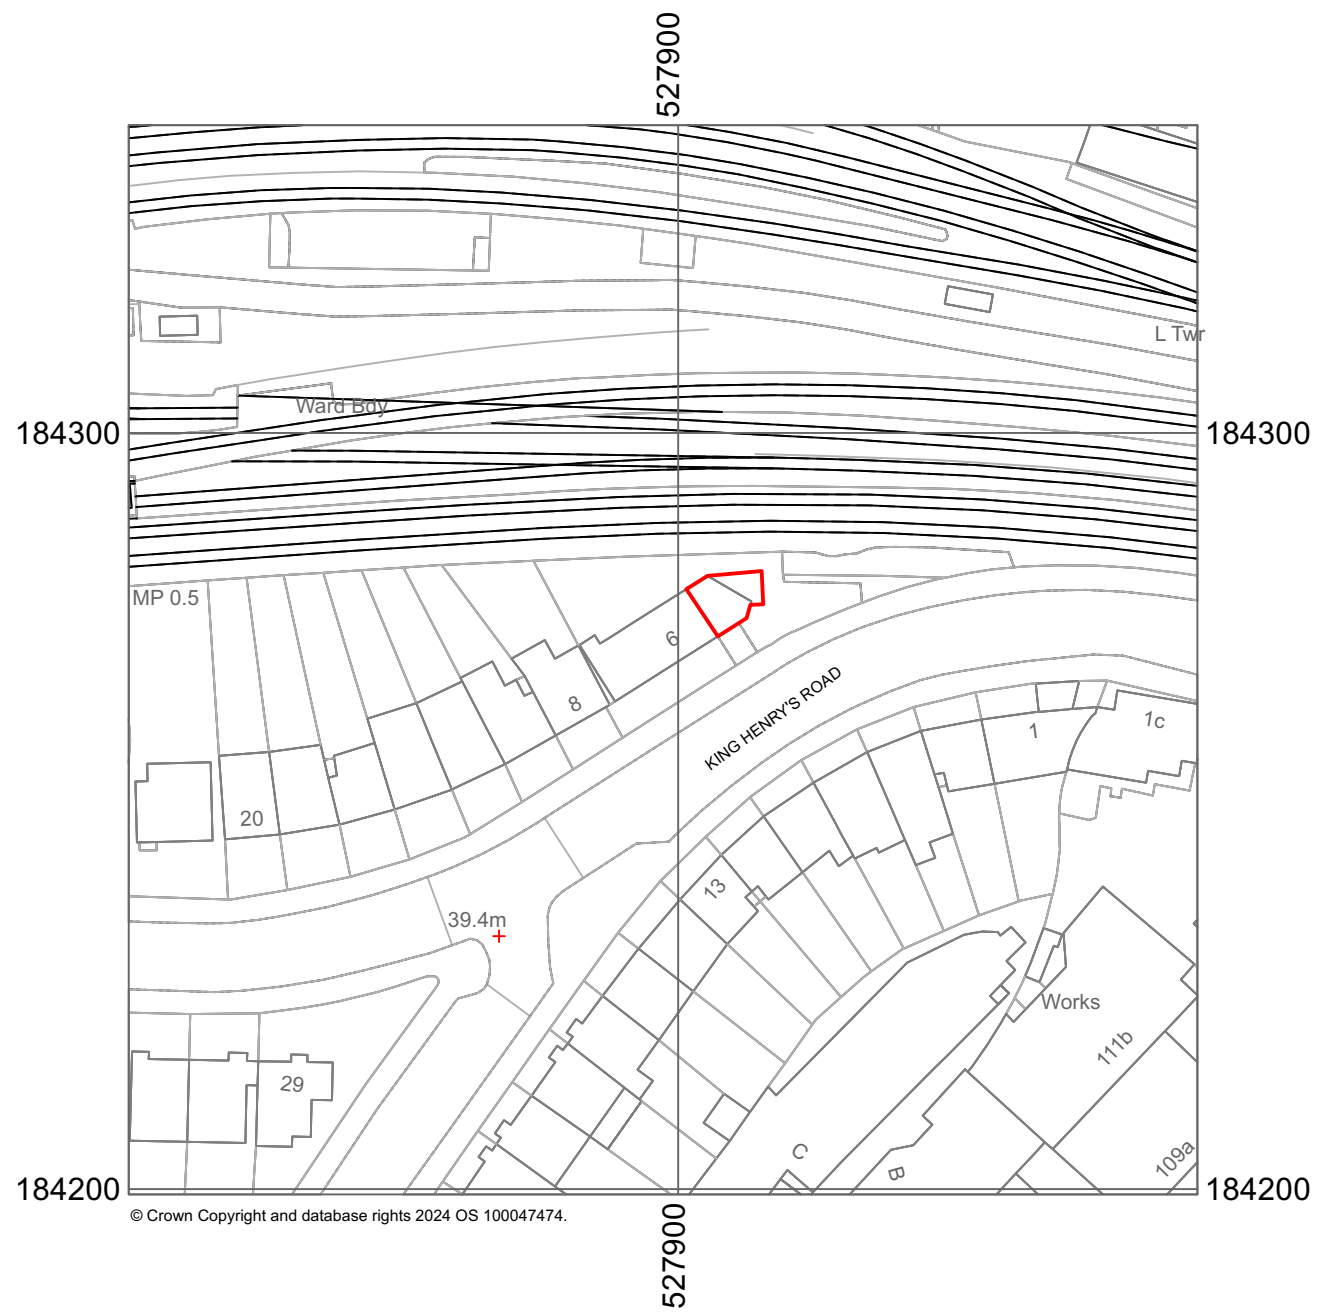 527900
L Twr
Ward Bdy
184300
184300
MP 0.5
6
8
KING HENRY'S ROAD
1
1c
20
13
39.4m
Works
111b
29
C
B
109a
184200
184200
© Crown Copyright and database rights 2024 OS 100047474.
527900